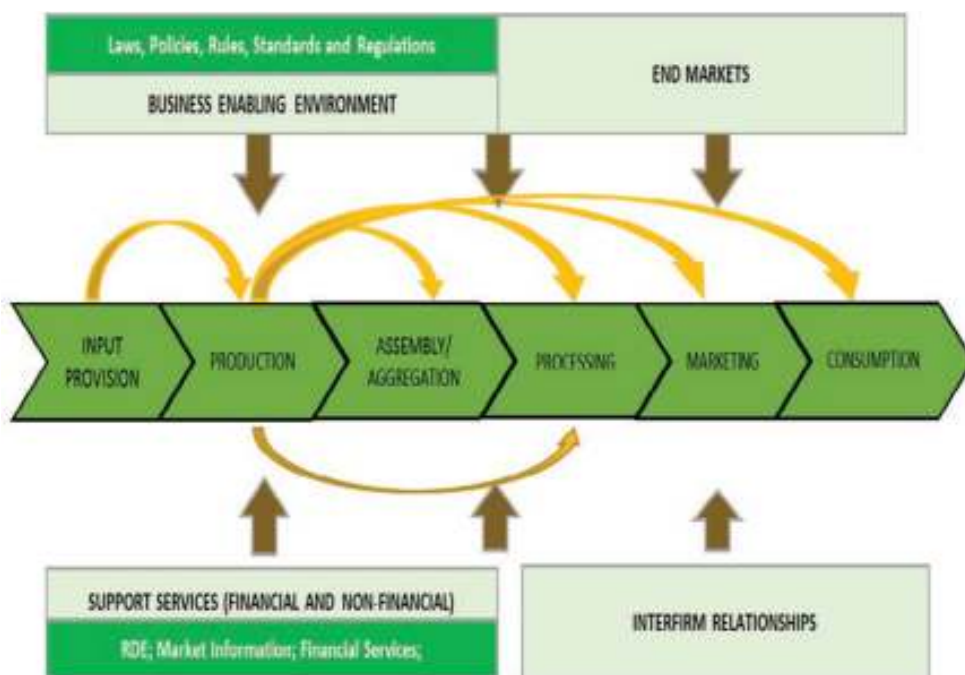 Laws, Policies, Rules, Standards and Regulations
BUSINESS ENABLING ENVIRONMENT
END MARKETS
INPUT
PROVISION
PRODUCTION
ASSEMBLY/
AGGREGATION
PROCESSING
MARKETING
CONSUMPTION
SUPPORT SERVICES (FINANCIAL AND NON-FINANCIAL)
RDE; Market Information; Financial Services;
INTERFIRM RELATIONSHIPS